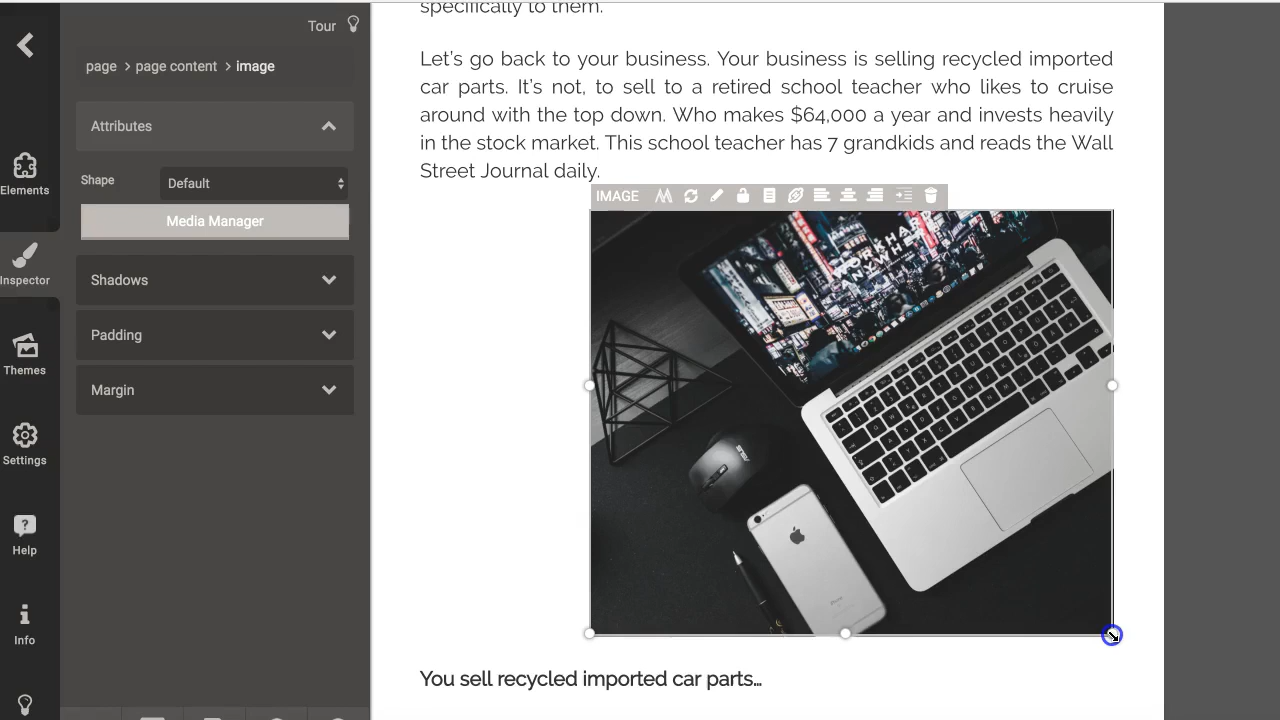 Tour
page > page content > image
Attributes
Shape
Default
Media Manager
Shadows
Padding
Margin
Elements
Inspector
Themes
Settings
Help
Info
specifically to them.
Let's go back to your business. Your business is selling recycled imported
car parts. It's not, to sell to a retired school teacher who likes to cruise
around with the top down. Who makes $64,000 a year and invests heavily
in the stock market. This school teacher has 7 grandkids and reads the Wall
Street Journal daily.
IMAGE
ASUS
iPhone
You sell recycled imported car parts...